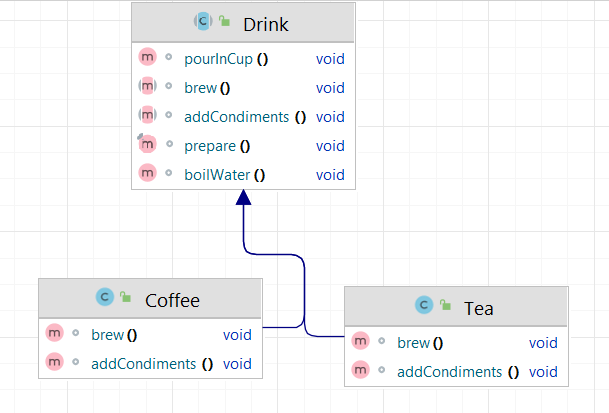 Drink
pourInCup () void
brew () void
addCondiments () void
prepare () void
boilWater () void
Coffee
brew () void
addCondiments () void
Tea
brew () void
addCondiments () void